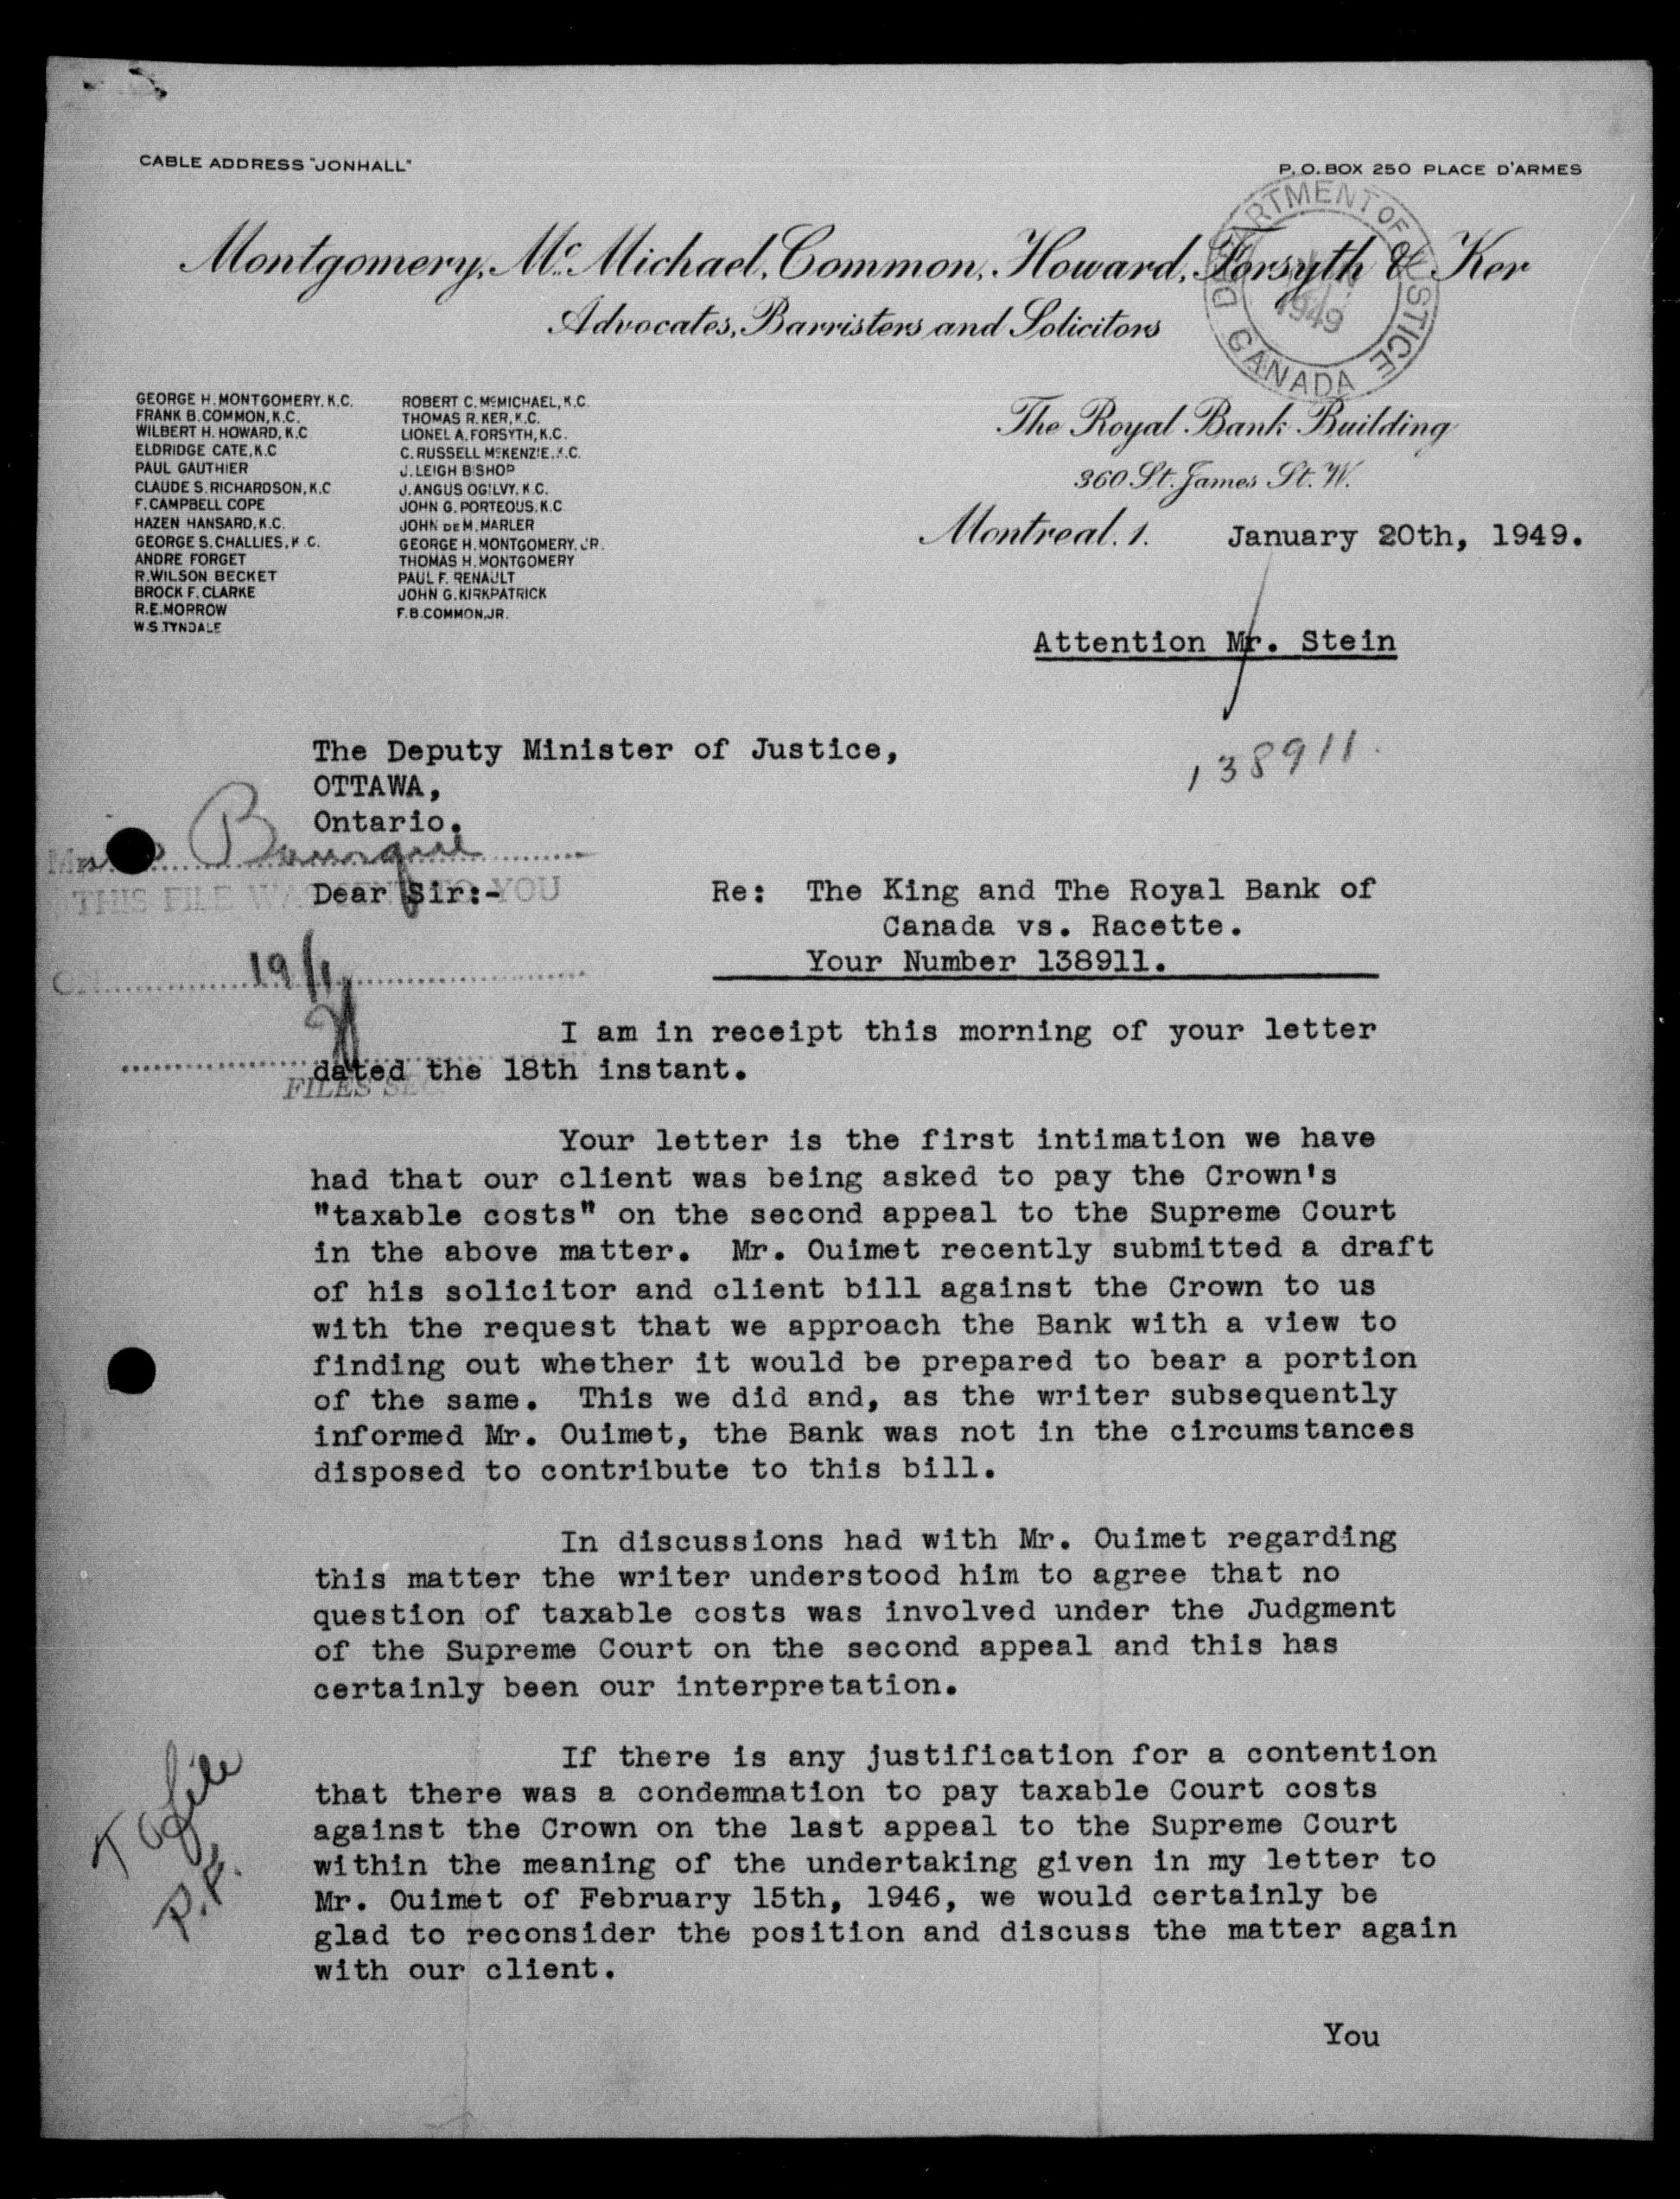 CABLE ADDRESS "JONHALL"
P.O.BOX 250 PLACE D'ARMES
Montgomery, McMichael, Common, Howard, Forsyth & Ker
Advocates, Barristers and Solicitors
DEPARTMENT OF JUSTICE
1949
CANADA
GEORGE H. MONTGOMERY, K.C.
FRANK B. COMMON, K.C.
WILBERT H. HOWARD, K.C
ELDRIDGE CATE, K.C
PAUL GAUTHIER
CLAUDE S. RICHARDSON, K.C
F. CAMPBELL COPE
HAZEN HANSARD, K.C.
GEORGE S. CHALLIES, K.C.
ANDRE FORGET
R. WILSON BECKET
BROCK F. CLARKE
R.E. MORROW
W.S. TYNDALE
ROBERT C. McMICHAEL, K.C.
THOMAS R. KER, K.C.
LIONEL A. FORSYTH, K.C.
C. RUSSELL McKENZIE, K.C.
J. LEIGH BISHOP
J. ANGUS OGILVY, K.C.
JOHN G. PORTEOUS, K.C
JOHN DE M. MARLER
GEORGE H. MONTGOMERY, JR.
THOMAS H. MONTGOMERY
PAUL F. RENAULT
JOHN G. KIRKPATRICK
F.B. COMMON, JR.
The Royal Bank Building
360 St. James St. W.
Montreal, 1. January 20th, 1949.
Attention Mr. Stein
138911.
The Deputy Minister of Justice,
OTTAWA,
Ontario.
THIS FILE WAS SENT TO YOU
Dear Sir:-
Re: The King and The Royal Bank of
Canada vs. Racette.
Your Number 138911.
ON 19/1
FILES SEC
I am in receipt this morning of your letter
dated the 18th instant.
Your letter is the first intimation we have
had that our client was being asked to pay the Crown's
"taxable costs" on the second appeal to the Supreme Court
in the above matter. Mr. Ouimet recently submitted a draft
of his solicitor and client bill against the Crown to us
with the request that we approach the Bank with a view to
finding out whether it would be prepared to bear a portion
of the same. This we did and, as the writer subsequently
informed Mr. Ouimet, the Bank was not in the circumstances
disposed to contribute to this bill.
In discussions had with Mr. Ouimet regarding
this matter the writer understood him to agree that no
question of taxable costs was involved under the Judgment
of the Supreme Court on the second appeal and this has
certainly been our interpretation.
If there is any justification for a contention
that there was a condemnation to pay taxable Court costs
against the Crown on the last appeal to the Supreme Court
within the meaning of the undertaking given in my letter to
Mr. Ouimet of February 15th, 1946, we would certainly be
glad to reconsider the position and discuss the matter again
with our client.
To file
P.F.
You